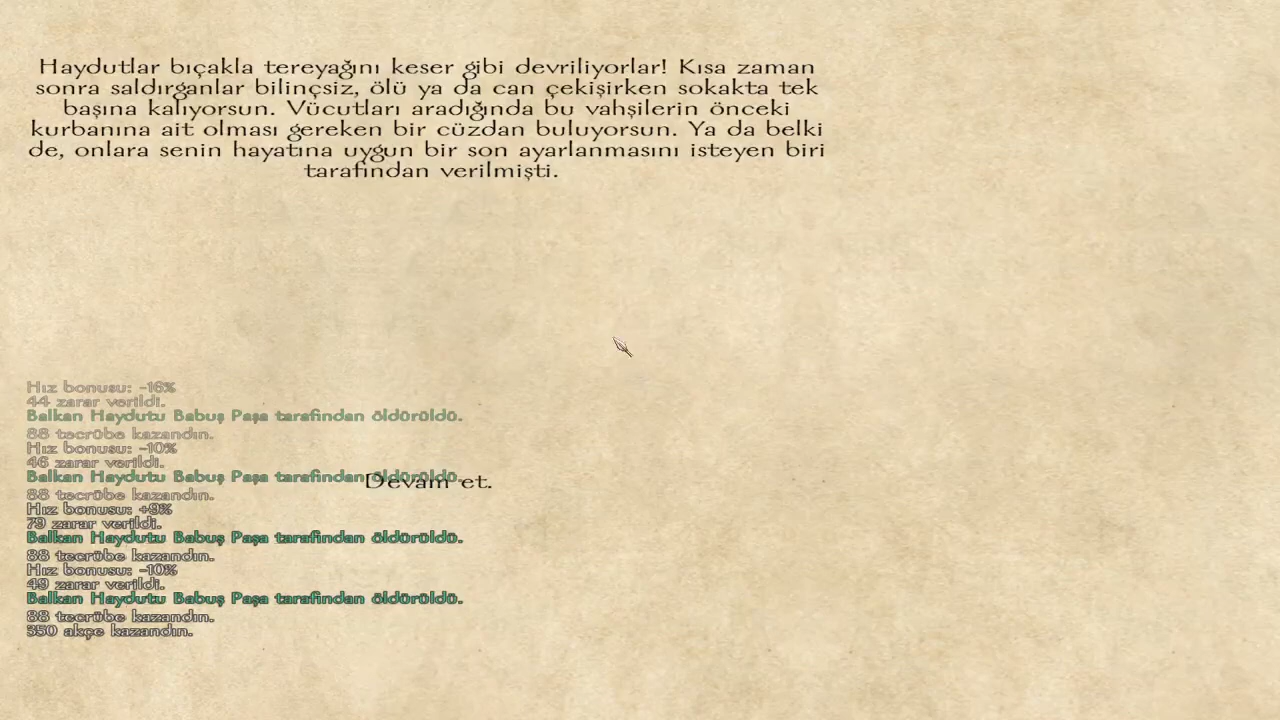 Haydutlar bıçakla tereyağını keser gibi devriliyorlar! Kısa zaman
sonra saldırganlar bilinçsiz, ölü ya da can çekişirken sokakta tek
başına kalıyorsun. Vücutları aradığında bu vahşilerin önceki
kurbanına ait olması gereken bir cüzdan buluyorsun. Ya da belki
de, onlara senin hayatına uygun bir son ayarlanmasını isteyen biri
tarafından verilmişti.
Hız bonusu: -16%
44 zarar verildi.
Balkan Haydutu Babuş Paşa tarafından öldürüldü.
88 tecrübe kazandın.
Hız bonusu: -10%
46 zarar verildi.
Balkan Haydutu Babuş Paşa tarafından öldürüldü.
Devam et.
88 tecrübe kazandın.
Hız bonusu: +9%
79 zarar verildi.
Balkan Haydutu Babuş Paşa tarafından öldürüldü.
88 tecrübe kazandın.
Hız bonusu: -10%
49 zarar verildi.
Balkan Haydutu Babuş Paşa tarafından öldürüldü.
88 tecrübe kazandın.
350 akçe kazandın.